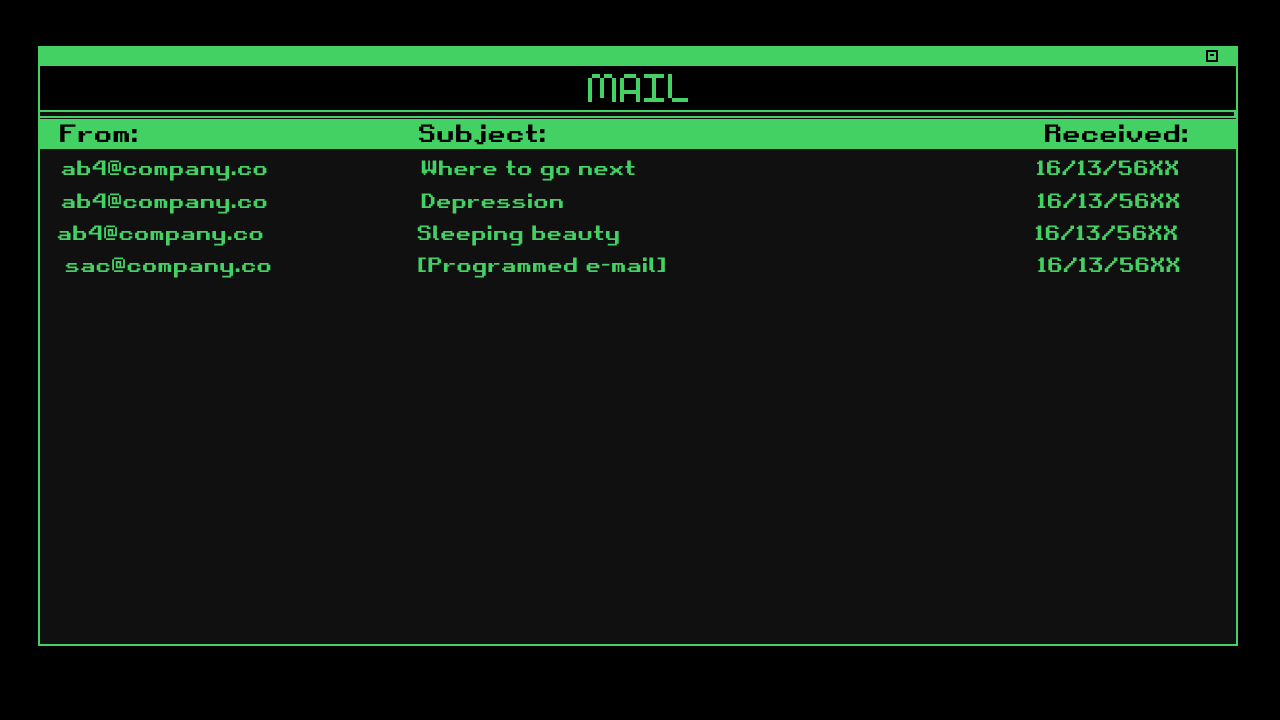 MAIL
From: Subject: Received:
ab4@company.co Where to go next 16/13/56XX
ab4@company.co Depression 16/13/56XX
ab4@company.co Sleeping beauty 16/13/56XX
sac@company.co [Programmed e-mail] 16/13/56XX